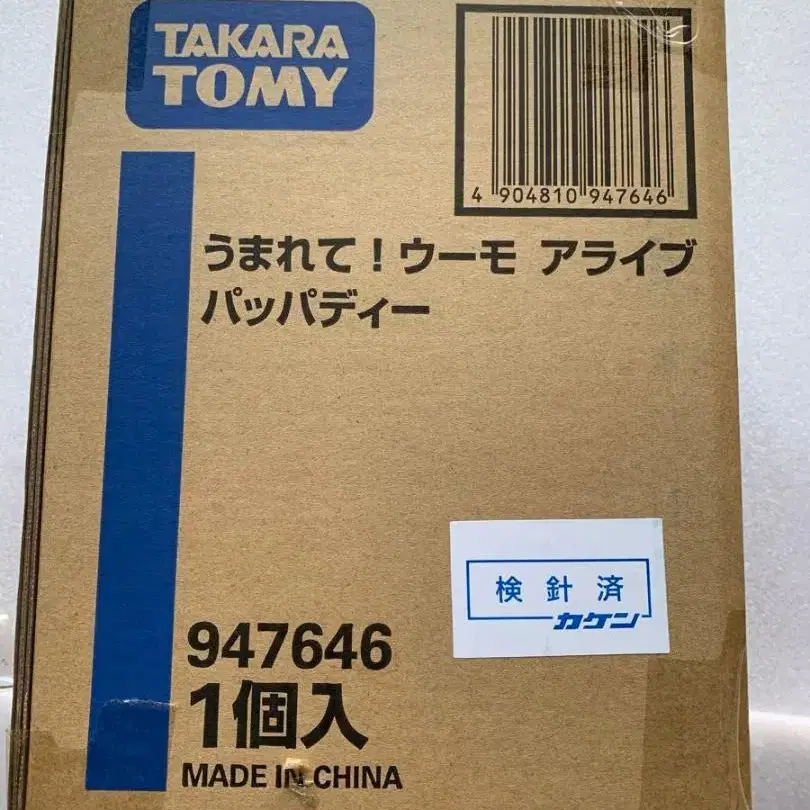 TAKARA
TOMY
4 904810 947646
うまれて！ウーモ アライブ
パッパディー
検針済
カケン
947646
1個入
MADE IN CHINA